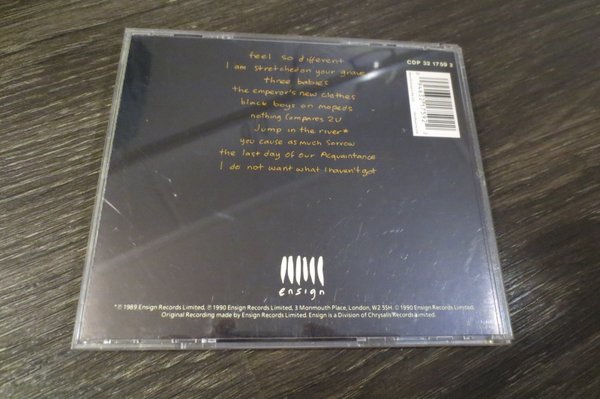 feel so different
I am stretched on your grave
three babies
the emperor's new clothes
black boys on mopeds
nothing Compares 2U
Jump in the river*
you cause as much Sorrow
the last day of our Acquaintance
I do not want what I haven't got
CDP 32 1759 2
ensign
*℗ 1989 Ensign Records Limited, ℗ 1990 Ensign Records Limited, 3 Monmouth Place, London, W2 5SH. © 1990 Ensign Records Limited.
Original Recording made by Ensign Records Limited. Ensign is a Division of Chrysalis Records Limited.